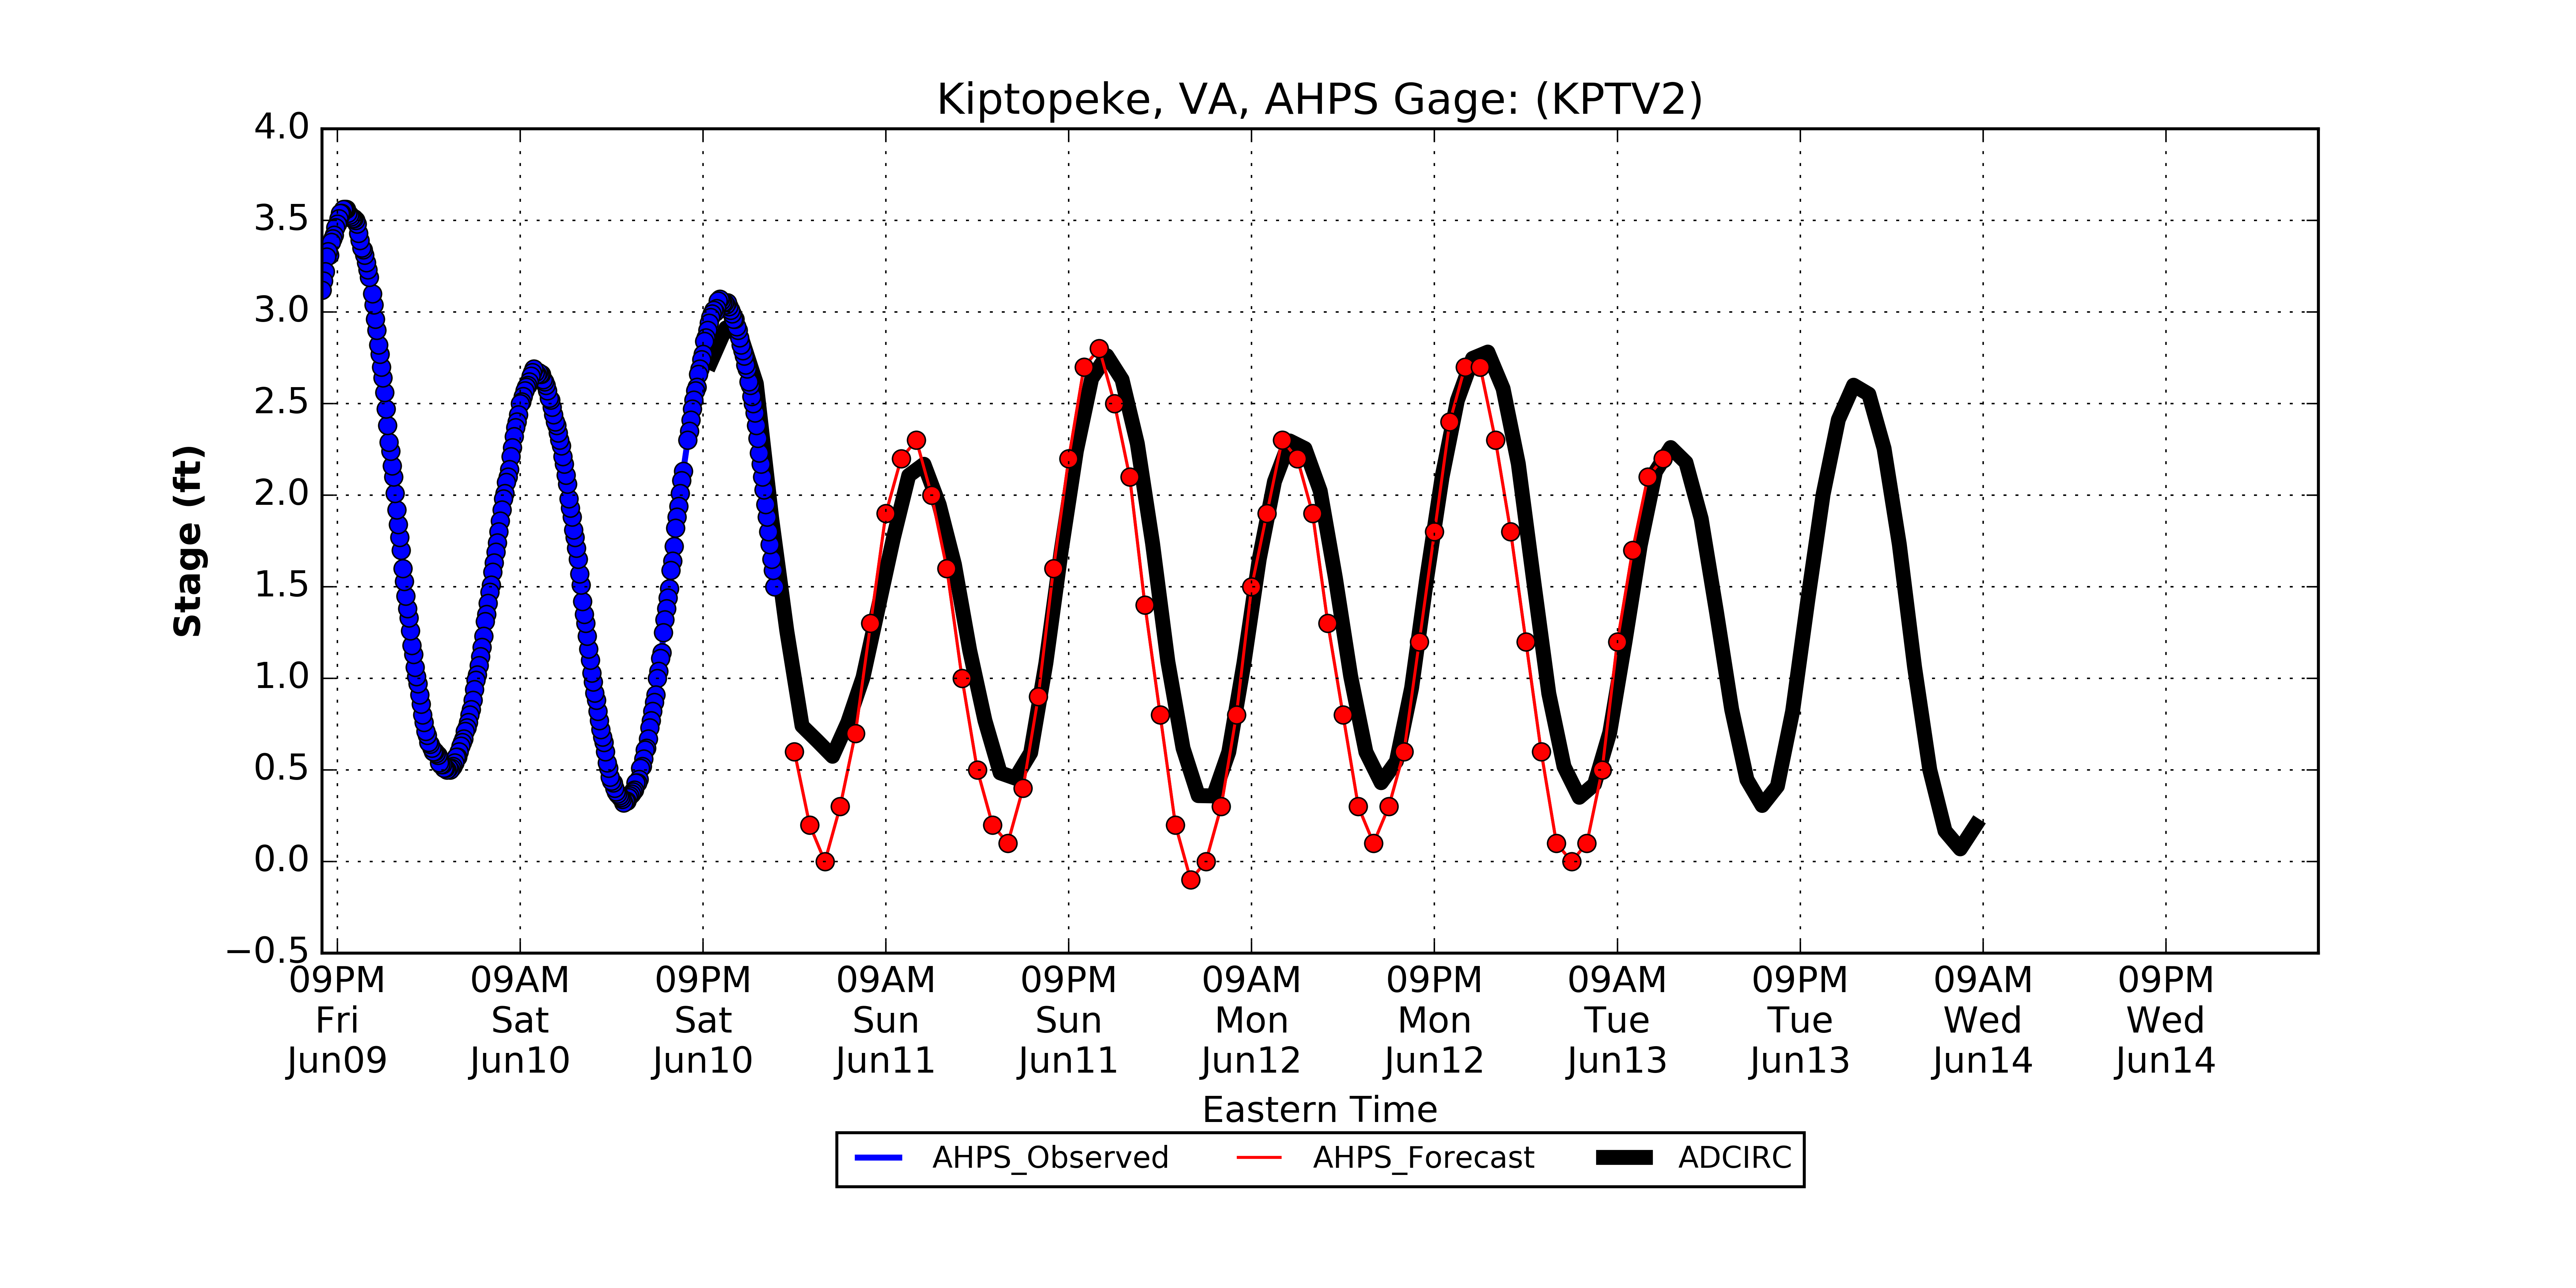 Kiptopeke, VA, AHPS Gage: (KPTV2)
4.0
3.5
3.0
2.5
2.0
1.5
1.0
0.5
0.0
−0.5
Stage (ft)
09PM 09AM 09PM 09AM 09PM 09AM 09PM 09AM 09PM 09AM 09PM
Fri Sat Sat Sun Sun Mon Mon Tue Tue Wed Wed
Jun09 Jun10 Jun10 Jun11 Jun11 Jun12 Jun12 Jun13 Jun13 Jun14 Jun14
Eastern Time
AHPS_Observed AHPS_Forecast ADCIRC